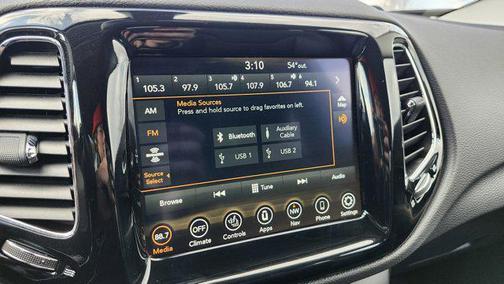 3:10 54°out.
1 2 3 4 5 6
105.3 97.9 105.7 107.9 106.7 94.1
AM
FM
Source
Select
Media Sources
Press and hold source to drag favorites on left.
Bluetooth
Auxiliary
Cable
USB 1
USB 2
Map
Browse
Tune
Audio
88.7
Media
OFF
Climate
Controls
Apps
NW
Nav
Phone
Settings